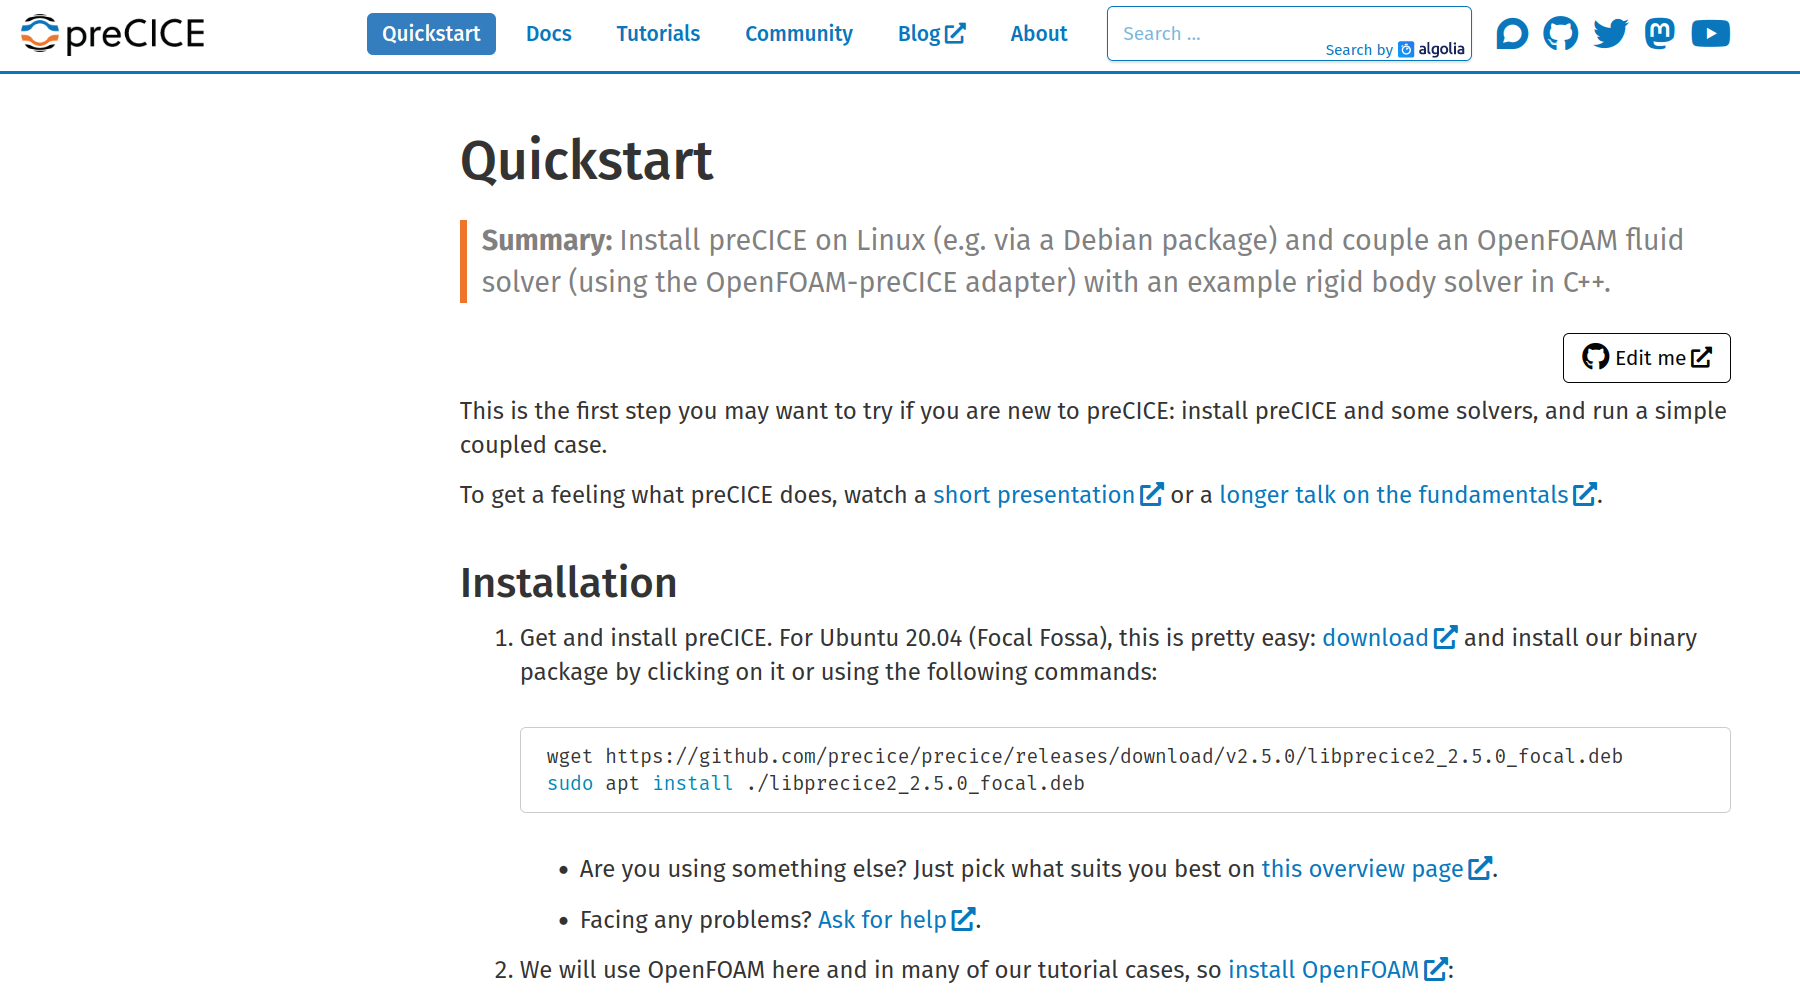 preCICE
Quickstart Docs Tutorials Community Blog About
Search ...
Search by algolia
Quickstart
Summary: Install preCICE on Linux (e.g. via a Debian package) and couple an OpenFOAM fluid
solver (using the OpenFOAM-preCICE adapter) with an example rigid body solver in C++.
Edit me
This is the first step you may want to try if you are new to preCICE: install preCICE and some solvers, and run a simple
coupled case.
To get a feeling what preCICE does, watch a short presentation or a longer talk on the fundamentals.
Installation
1. Get and install preCICE. For Ubuntu 20.04 (Focal Fossa), this is pretty easy: download and install our binary
package by clicking on it or using the following commands:
wget https://github.com/precice/precice/releases/download/v2.5.0/libprecice2_2.5.0_focal.deb
sudo apt install ./libprecice2_2.5.0_focal.deb
• Are you using something else? Just pick what suits you best on this overview page.
• Facing any problems? Ask for help.
2. We will use OpenFOAM here and in many of our tutorial cases, so install OpenFOAM: